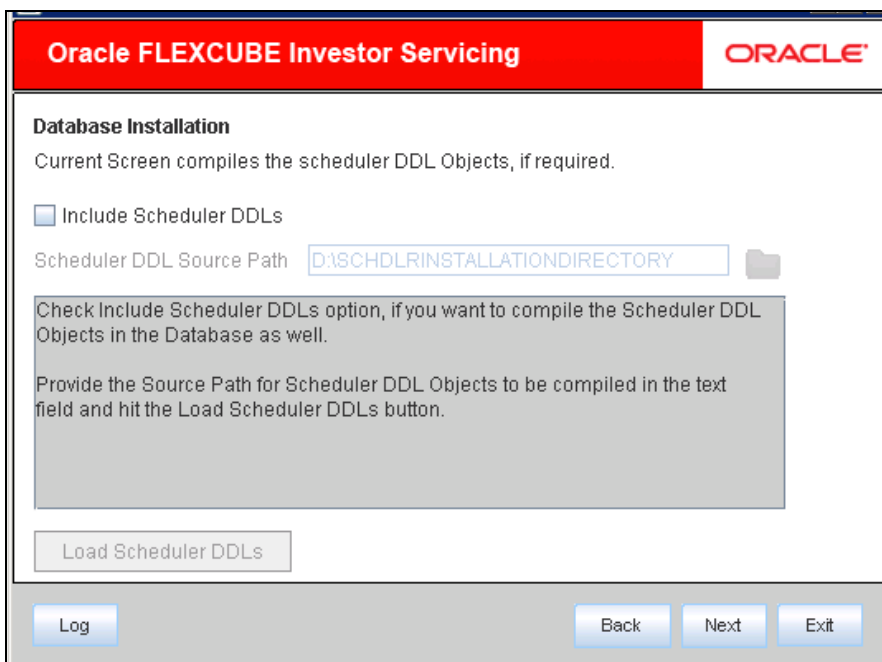 Oracle FLEXCUBE Investor Servicing
ORACLE
Database Installation
Current Screen compiles the scheduler DDL Objects, if required.
Include Scheduler DDLs
Scheduler DDL Source Path D:\SCHDLRINSTALLATIONDIRECTORY
Check Include Scheduler DDLs option, if you want to compile the Scheduler DDL
Objects in the Database as well.
Provide the Source Path for Scheduler DDL Objects to be compiled in the text
field and hit the Load Scheduler DDLs button.
Load Scheduler DDLs
Log Back Next Exit